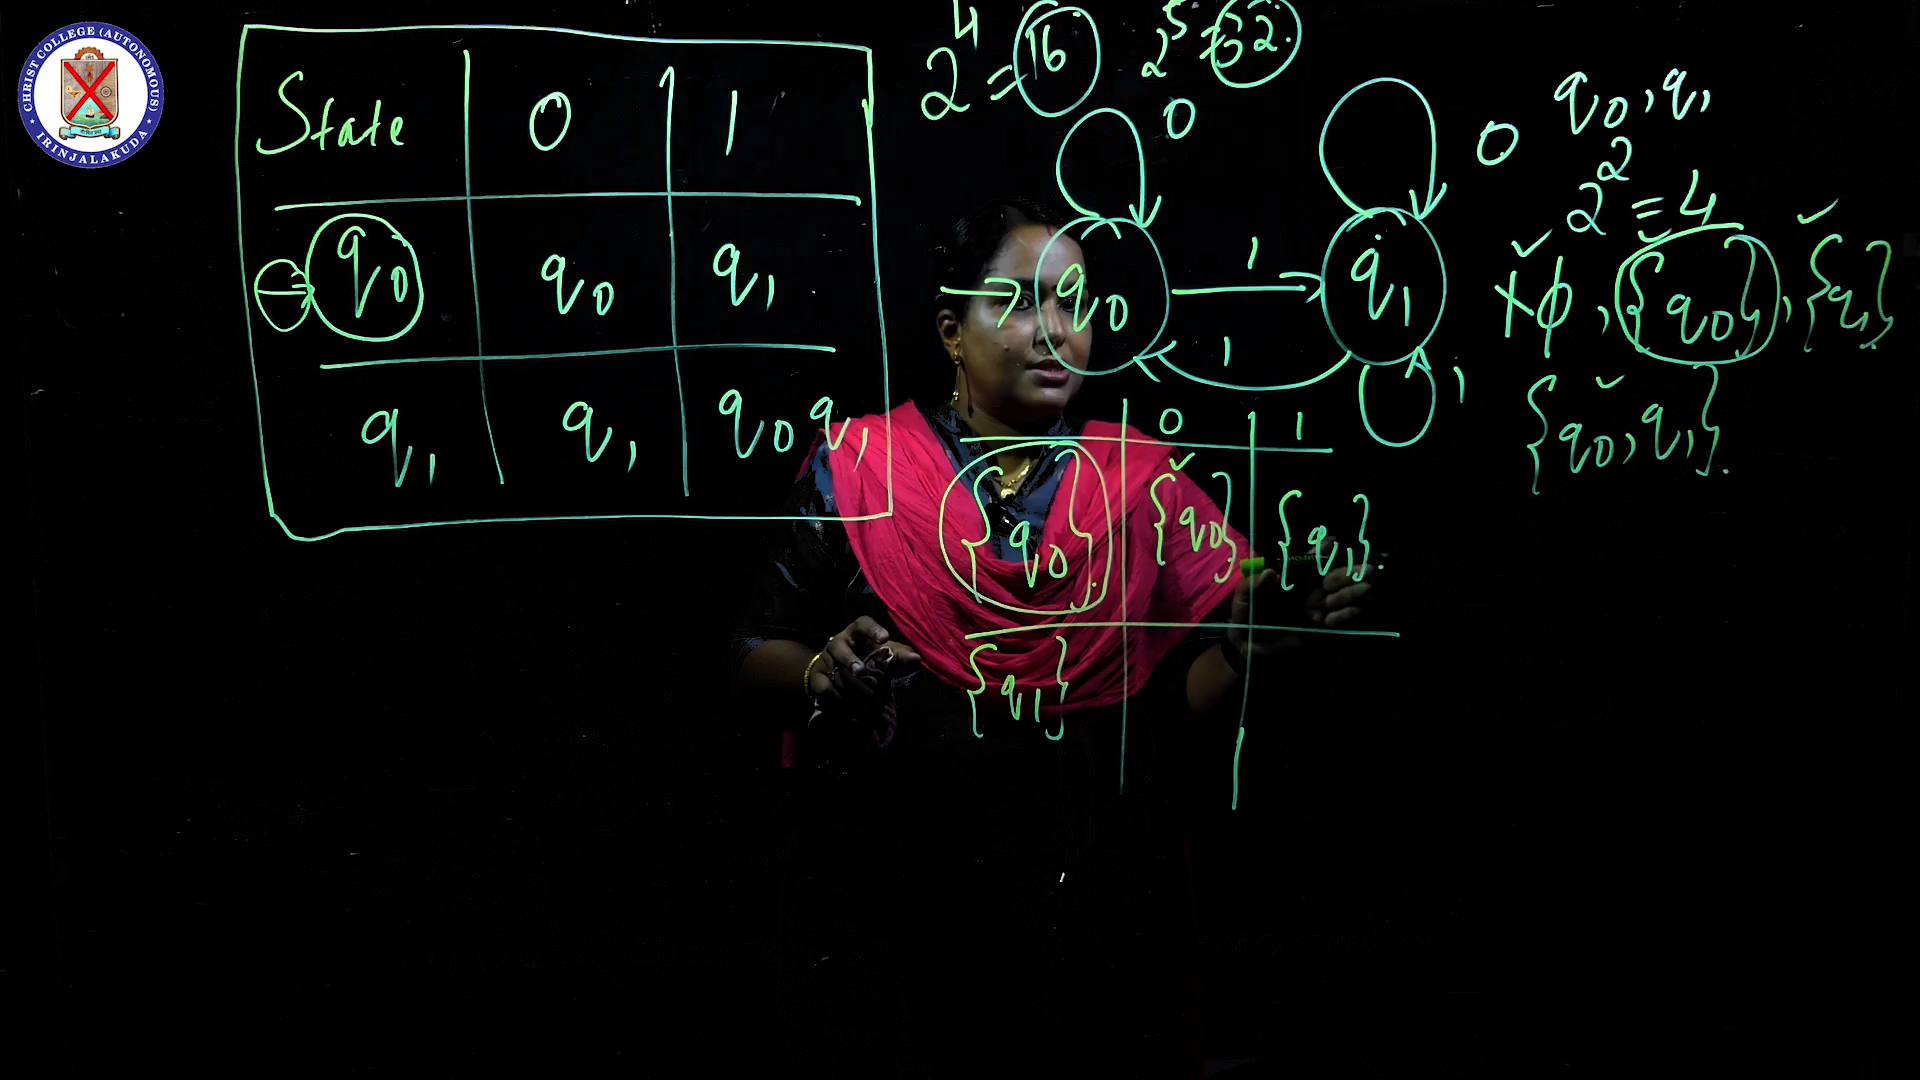 CHRIST COLLEGE (AUTONOMOUS)
IRINJALAKUDA
State 0 1
→ q0 q0 q1
q1 q1 q0 q1
2^4 = 16 2^5 = 32
0
0
→ q0 1 q1
1
1
q0, q1
2^2 = 4
× φ, {q0}, {q1}
{q0, q1}.
0 1
{q0} {q0} {q1}.
{q1}